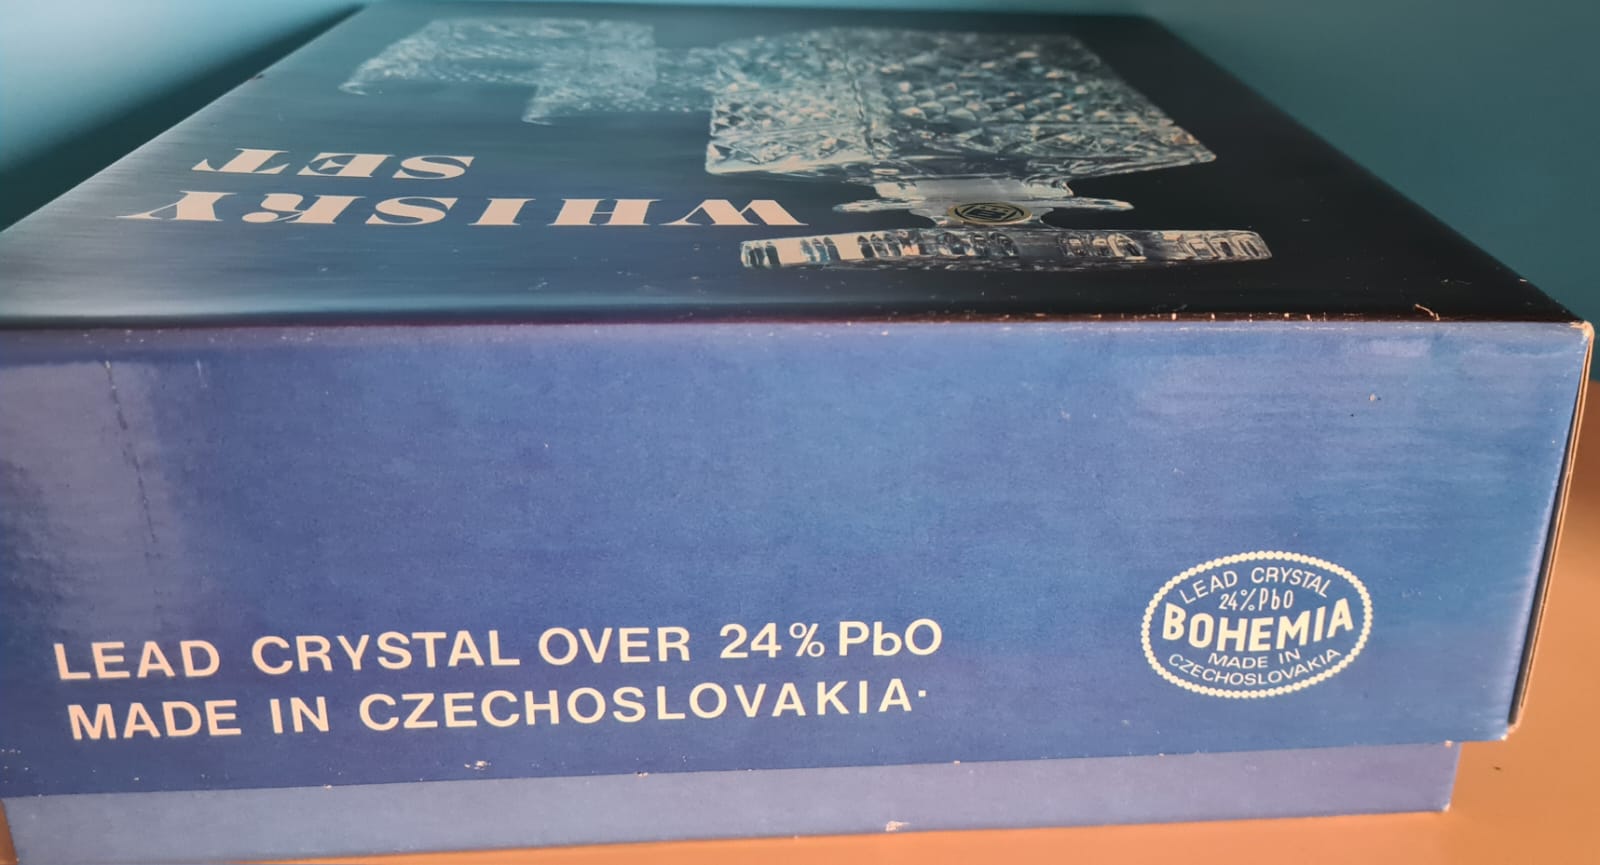 WHISKY
SET
LEAD CRYSTAL OVER 24% PbO
MADE IN CZECHOSLOVAKIA·
LEAD CRYSTAL
24% PbO
BOHEMIA
MADE IN
CZECHOSLOVAKIA